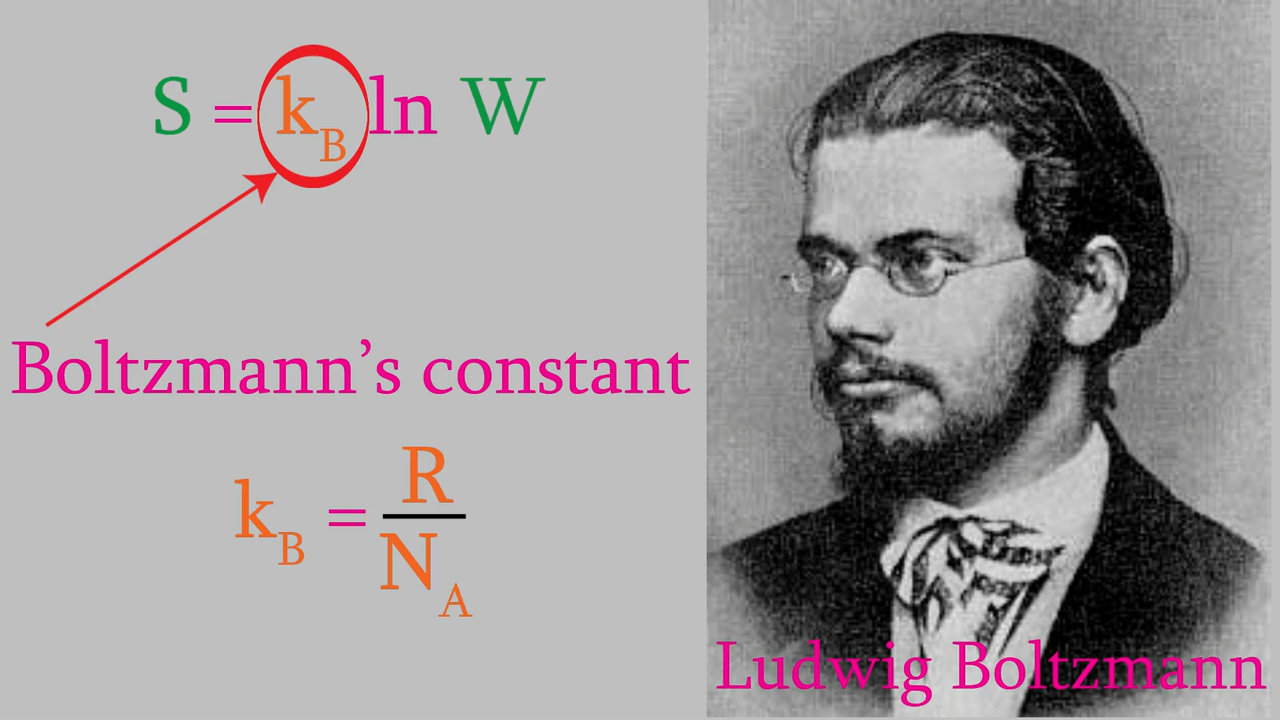 S = k_B ln W
Boltzmann’s constant
k_B = R / N_A
Ludwig Boltzmann